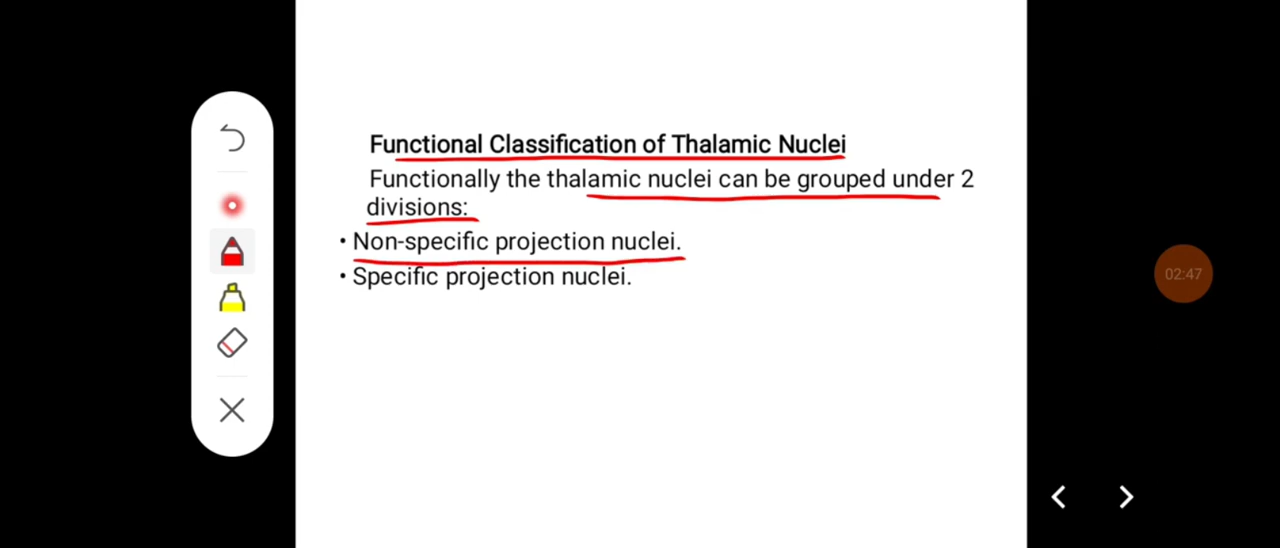 Functional Classification of Thalamic Nuclei
Functionally the thalamic nuclei can be grouped under 2
divisions:
• Non-specific projection nuclei.
• Specific projection nuclei.
02:47